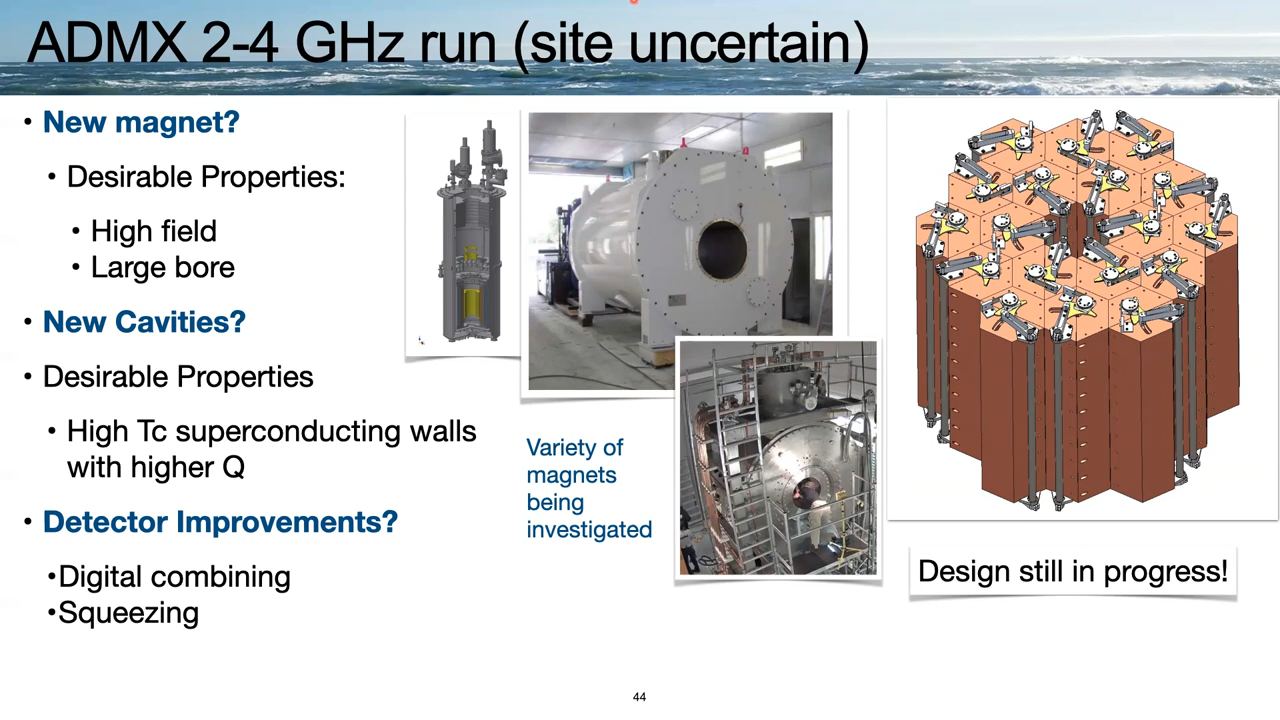 ADMX 2-4 GHz run (site uncertain)
• New magnet?
• Desirable Properties:
• High field
• Large bore
• New Cavities?
• Desirable Properties
• High Tc superconducting walls
with higher Q
• Detector Improvements?
•Digital combining
•Squeezing
Variety of
magnets
being
investigated
Design still in progress!
44